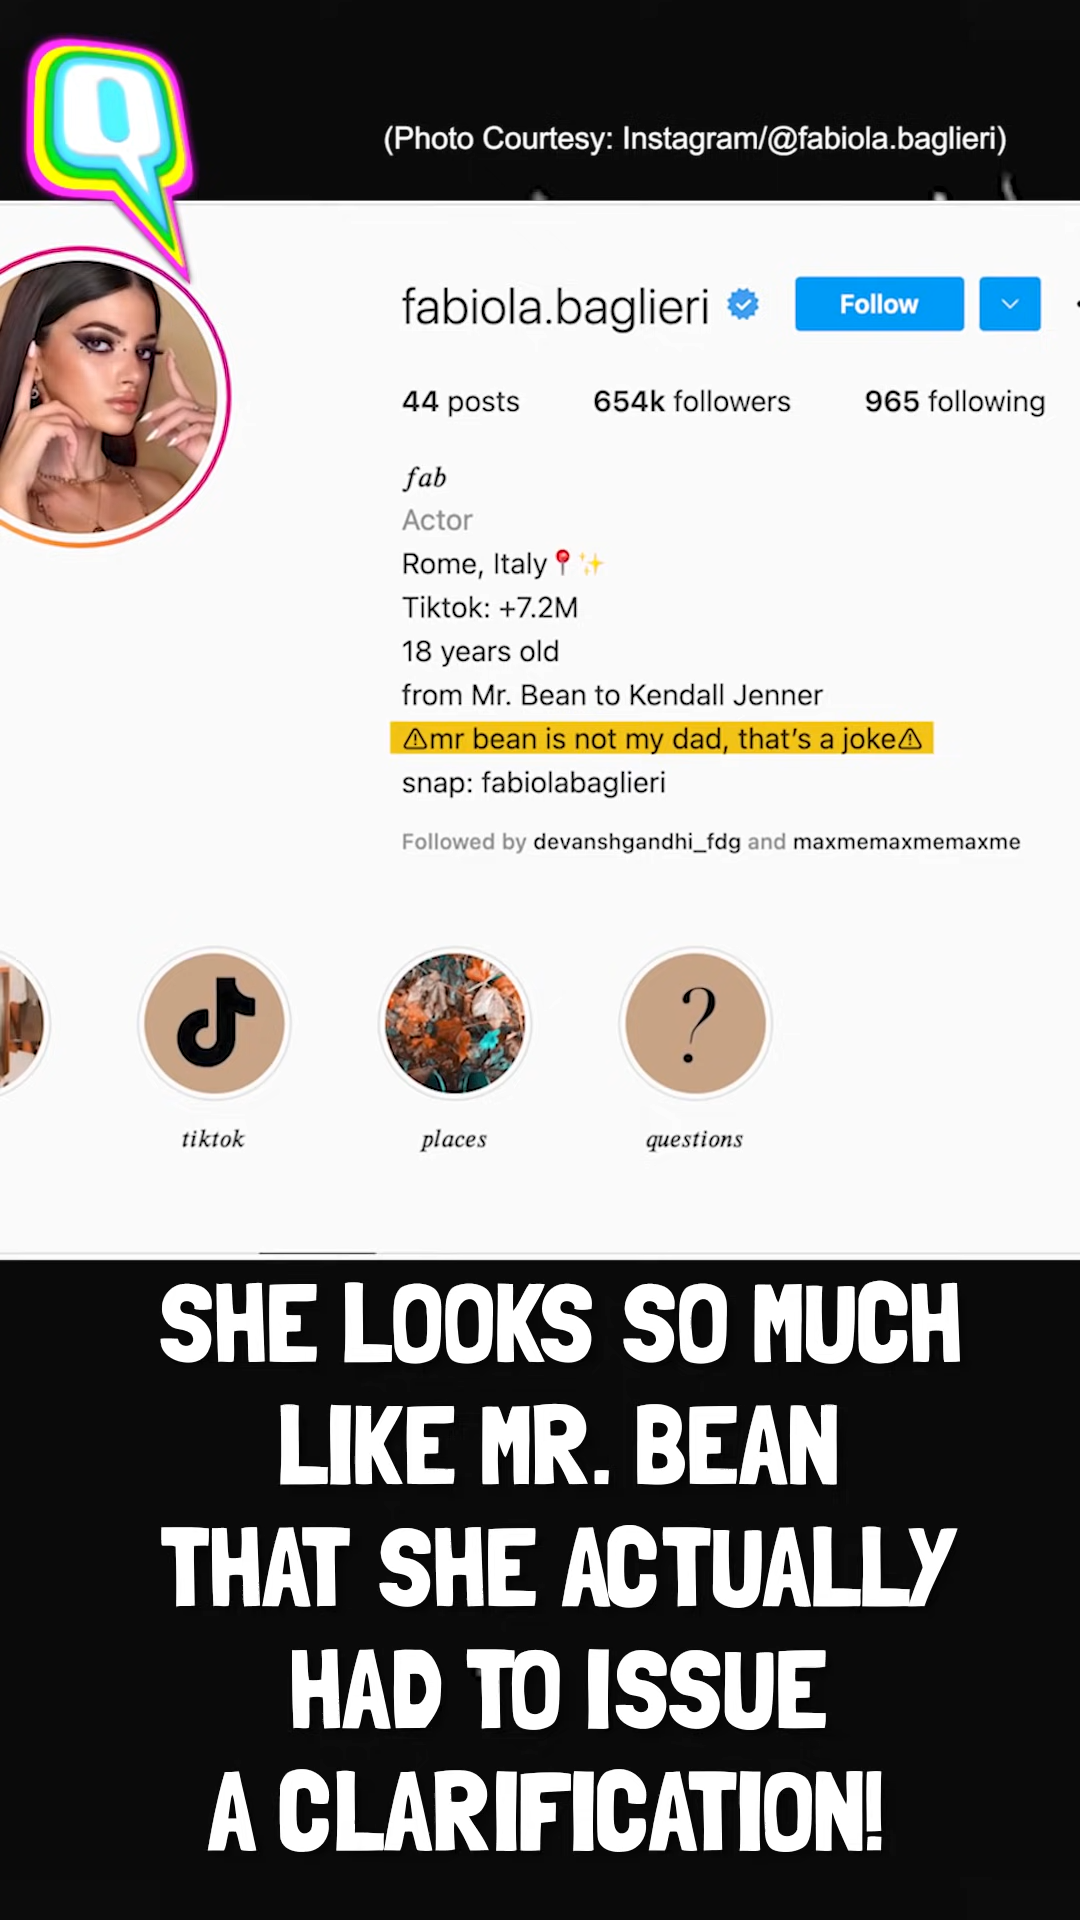 Q
(Photo Courtesy: Instagram/@fabiola.baglieri)
fabiola.baglieri Follow
44 posts 654k followers 965 following
fab
Actor
Rome, Italy📍✨
Tiktok: +7.2M
18 years old
from Mr. Bean to Kendall Jenner
⚠mr bean is not my dad, that’s a joke⚠
snap: fabiolabaglieri
Followed by devanshgandhi_fdg and maxmemaxmemaxme
?
tiktok places questions
SHE LOOKS SO MUCH
LIKE MR. BEAN
THAT SHE ACTUALLY
HAD TO ISSUE
A CLARIFICATION!